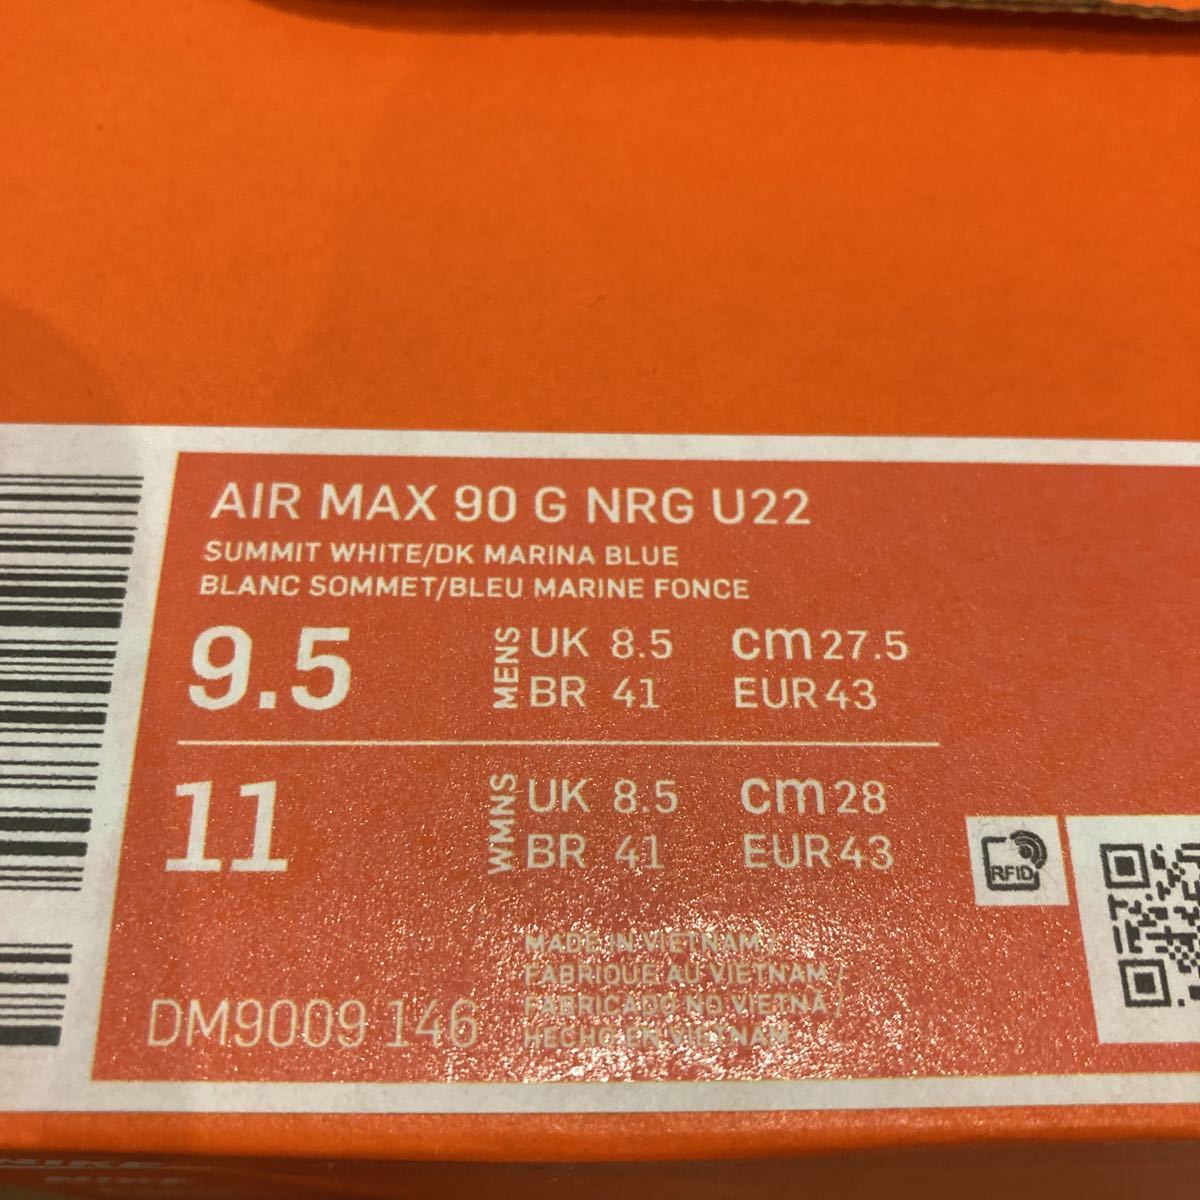 AIR MAX 90 G NRG U22
SUMMIT WHITE/DK MARINA BLUE
BLANC SOMMET/BLEU MARINE FONCE
9.5 MENS UK 8.5 cm 27.5
BR 41 EUR 43
11 WMNS UK 8.5 cm 28
BR 41 EUR 43
RFID
MADE IN VIETNAM /
FABRIQUE AU VIETNAM /
FABRICADO NO VIETNÃ /
HECHO EN VIETNAM
DM9009 146
NIKE
NIKE